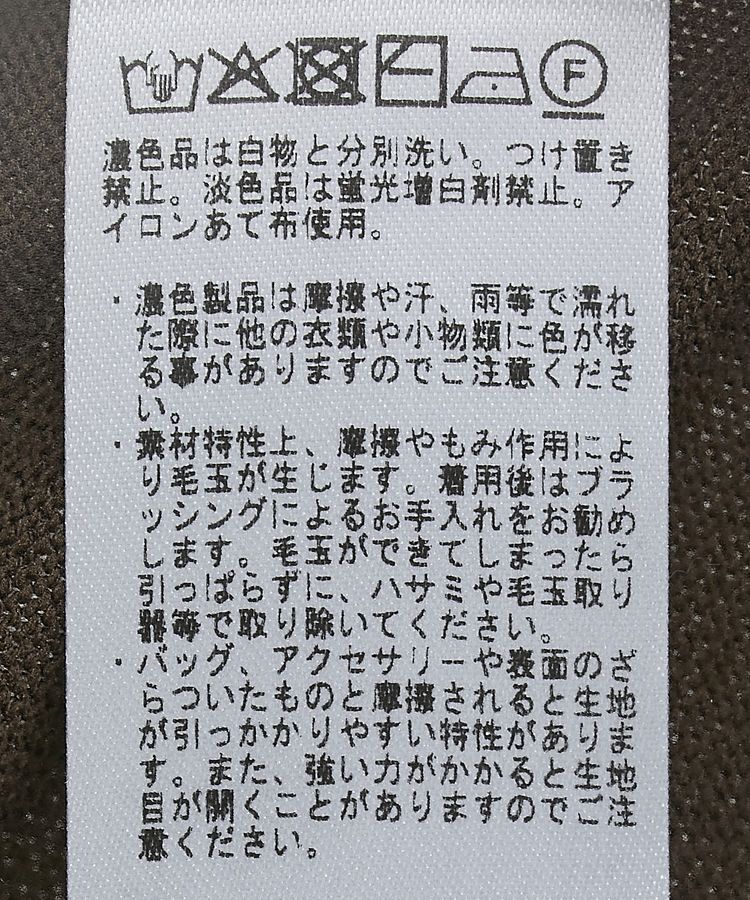 F
濃色品は白物と分別洗い。つけ置き
禁止。淡色品は蛍光増白剤禁止。ア
イロンあて布使用。
・濃色製品は摩擦や汗、雨等で濡れ
た際に他の衣類や小物類に色が移
る事がありますのでご注意くださ
い。
・素材特性上、摩擦やもみ作用によ
り毛玉が生じます。着用後はブラ
ッシングによるお手入れをお勧め
します。毛玉ができてしまったら
引っぱらずに、ハサミや毛玉取り
器等で取り除いてください。
・バッグ、アクセサリーや表面のざ
らついたものと摩擦されると生地
が引っかかりやすい特性があり ま
す。また、強い力がかかると生地
目が開くことがありますのでご注
意ください。